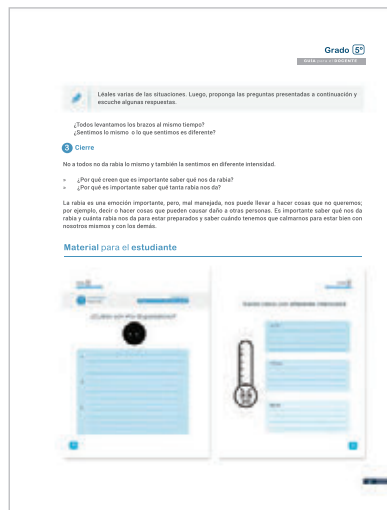 Grado 5º
GUÍA para el DOCENTE
Léales varias de las situaciones. Luego, proponga las preguntas presentadas a continuación y
escuche algunas respuestas.
¿Todos levantamos los brazos al mismo tiempo?
¿Sentimos lo mismo o lo que sentimos es diferente?
3 Cierre
No a todos no da rabia lo mismo y también la sentimos en diferente intensidad.
» ¿Por qué creen que es importante saber qué nos da rabia?
» ¿Por qué es importante saber qué tanta rabia nos da?
La rabia es una emoción importante, pero, mal manejada, nos puede llevar a hacer cosas que no queremos;
por ejemplo, decir o hacer cosas que pueden causar daño a otras personas. Es importante saber qué nos da
rabia y cuánta rabia nos da para estar preparados y saber cuándo tenemos que calmarnos para estar bien con
nosotros mismos y con los demás.
Material para el estudiante